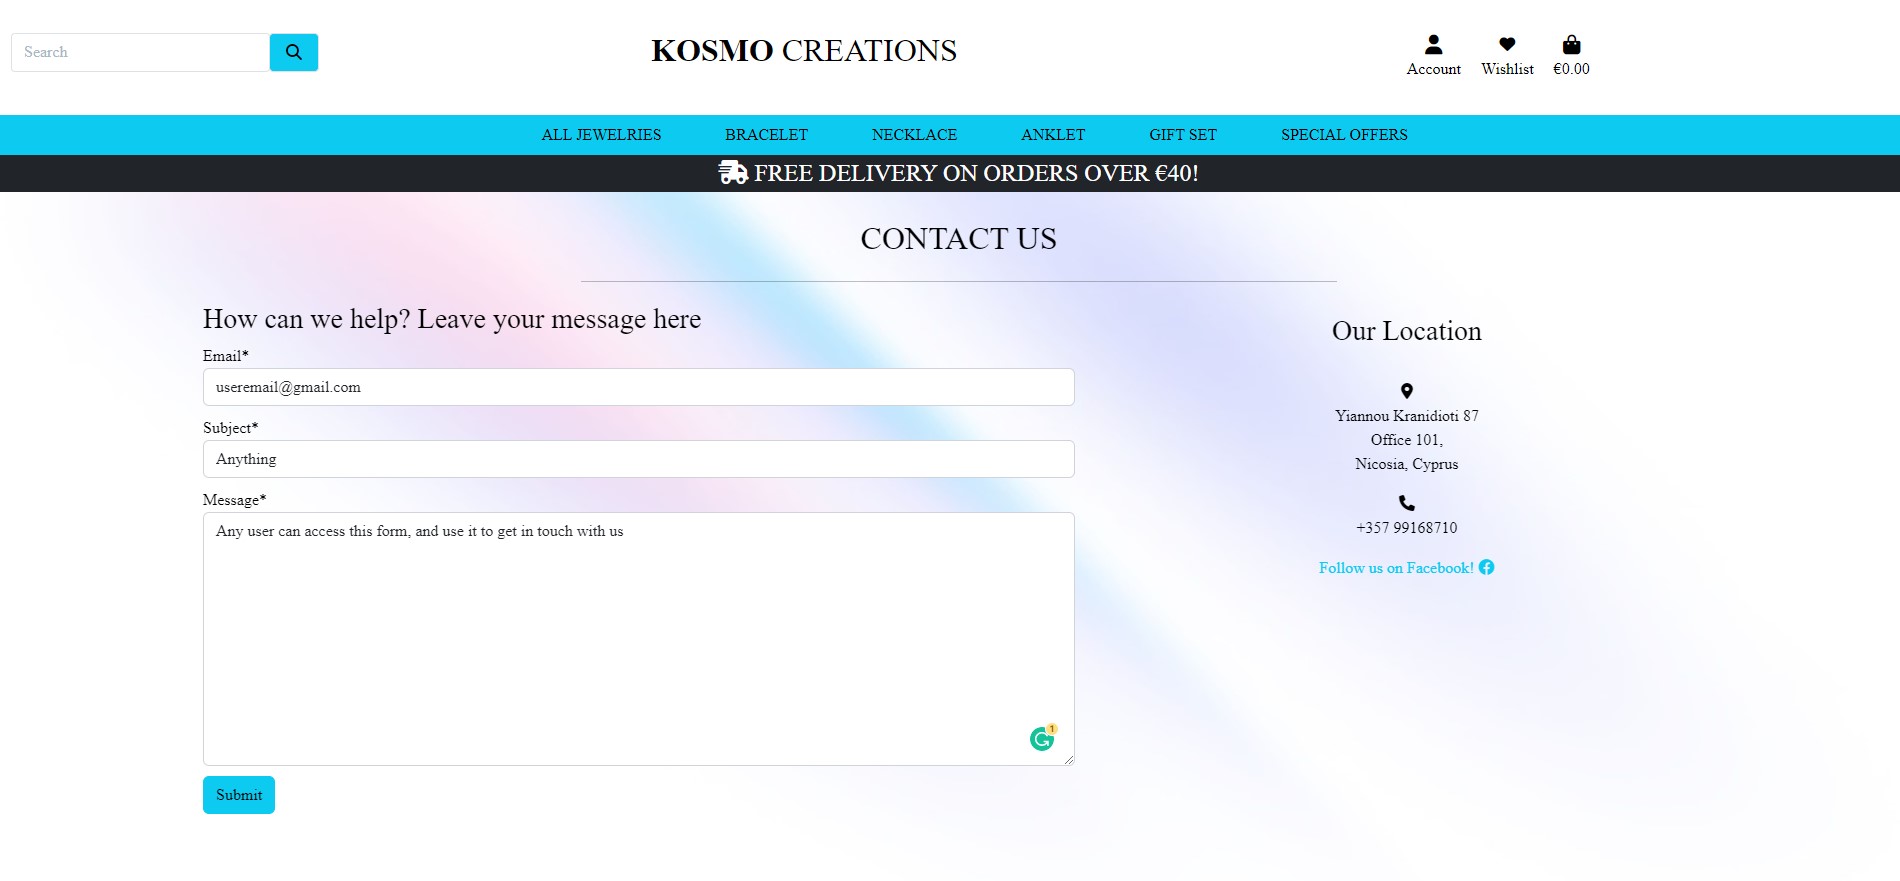 Search
KOSMO CREATIONS
Account
Wishlist
€0.00
ALL JEWELRIES
BRACELET
NECKLACE
ANKLET
GIFT SET
SPECIAL OFFERS
FREE DELIVERY ON ORDERS OVER €40!
CONTACT US
How can we help? Leave your message here
Email*
useremail@gmail.com
Subject*
Anything
Message*
Any user can access this form, and use it to get in touch with us
1
Submit
Our Location
Yiannou Kranidioti 87
Office 101,
Nicosia, Cyprus
+357 99168710
Follow us on Facebook!